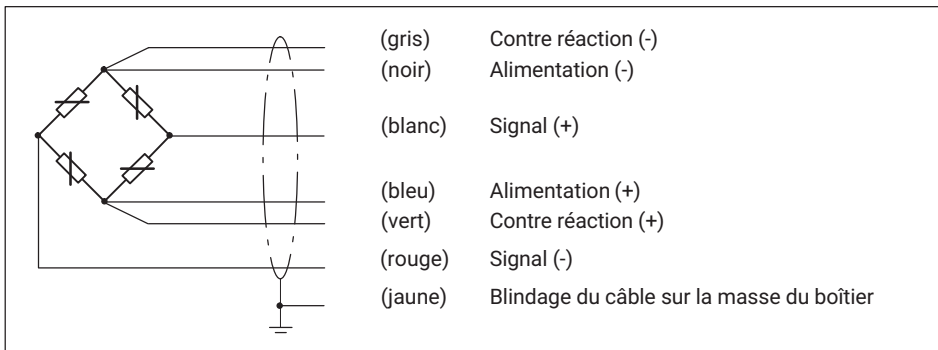 (gris) Contre réaction (-)
(noir) Alimentation (-)
(blanc) Signal (+)
(bleu) Alimentation (+)
(vert) Contre réaction (+)
(rouge) Signal (-)
(jaune) Blindage du câble sur la masse du boîtier